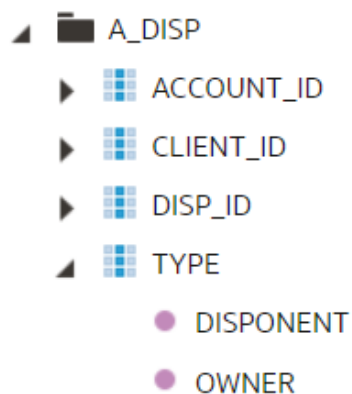 A_DISP
ACCOUNT_ID
CLIENT_ID
DISP_ID
TYPE
DISPONENT
OWNER